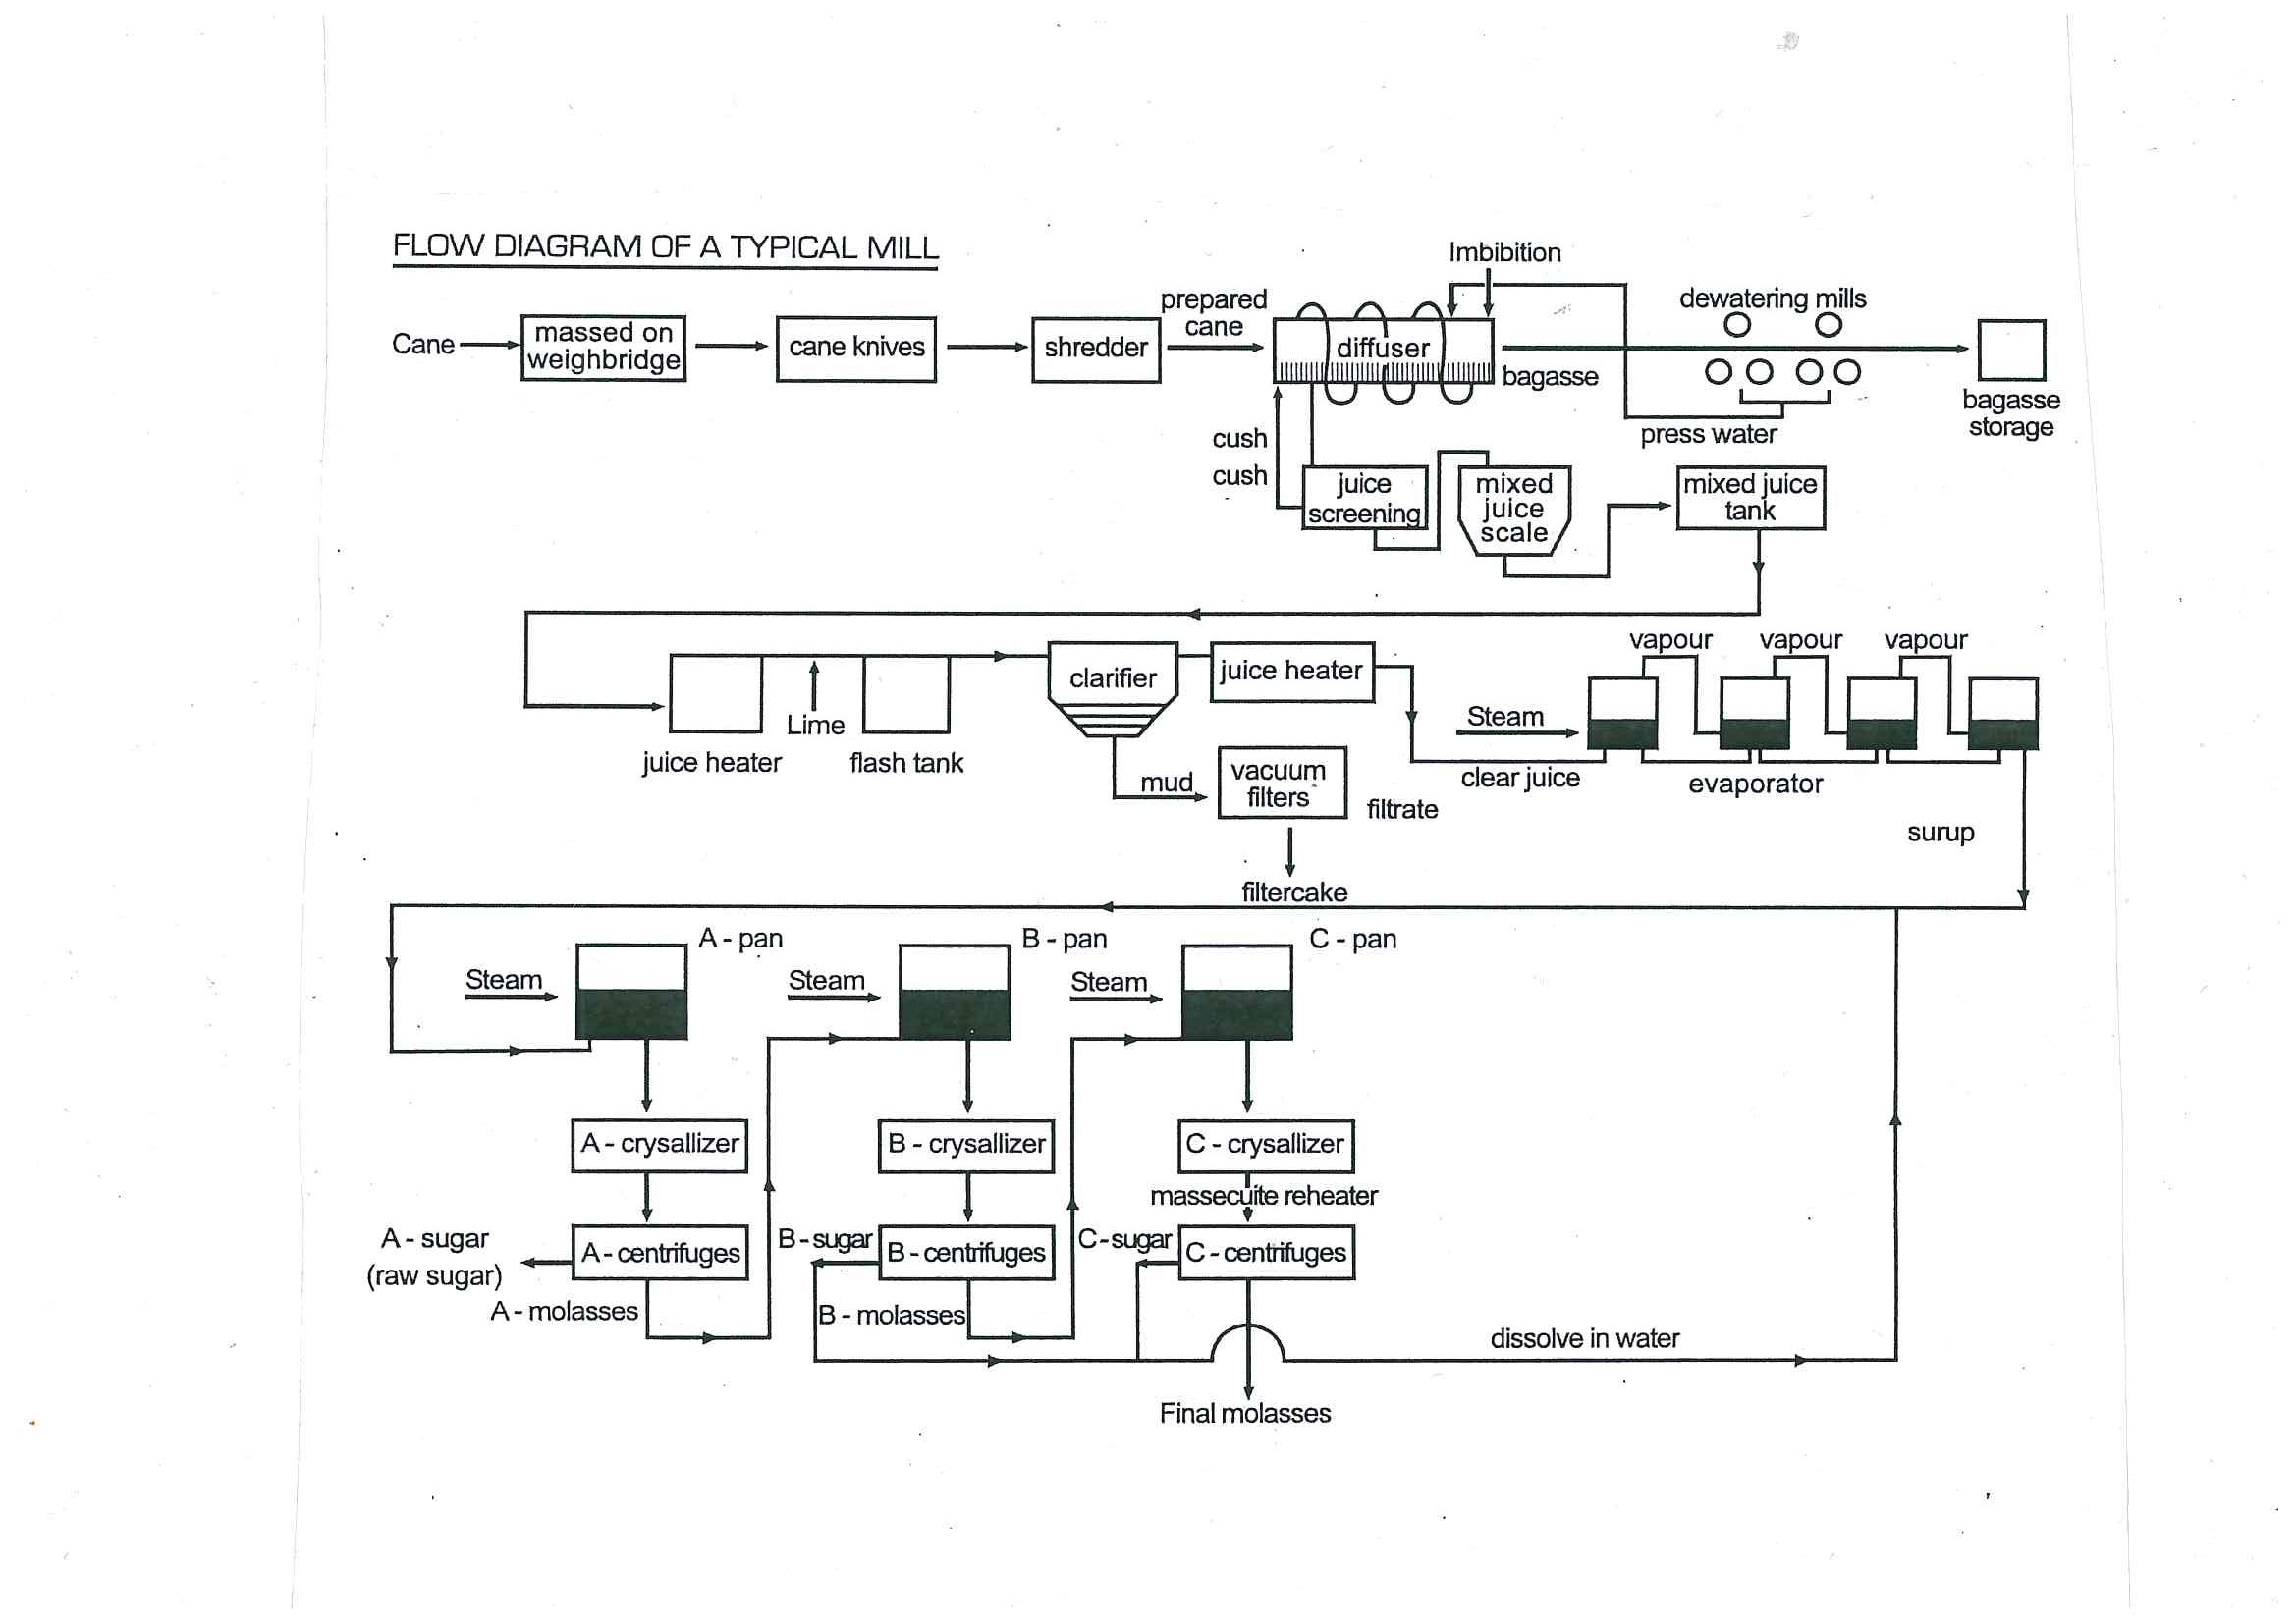 FLOW DIAGRAM OF A TYPICAL MILL
Imbibition
prepared
cane
dewatering mills
Cane
massed on
weighbridge
cane knives
shredder
diffuser
bagasse
bagasse
storage
press water
cush
cush
juice
screening
mixed
juice
scale
mixed juice
tank
vapour
vapour
vapour
clarifier
juice heater
Steam
Lime
juice heater
flash tank
clear juice
evaporator
mud
vacuum
filters
filtrate
surup
filtercake
A - pan
B - pan
C - pan
Steam
Steam
Steam
A - crysallizer
B - crysallizer
C - crysallizer
massecuite reheater
A - sugar
(raw sugar)
A - centrifuges
B - sugar
B - centrifuges
C - sugar
C - centrifuges
A - molasses
B - molasses
dissolve in water
Final molasses